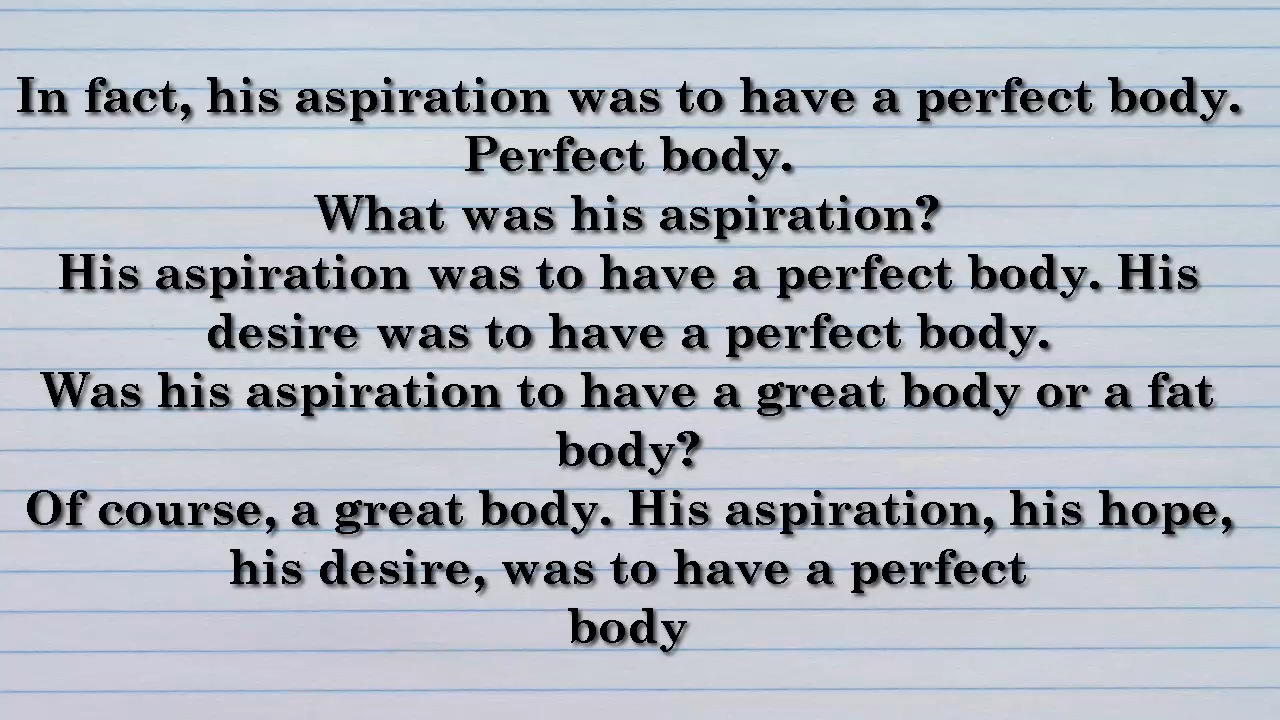 In fact, his aspiration was to have a perfect body.
Perfect body.
What was his aspiration?
His aspiration was to have a perfect body. His
desire was to have a perfect body.
Was his aspiration to have a great body or a fat
body?
Of course, a great body. His aspiration, his hope,
his desire, was to have a perfect
body